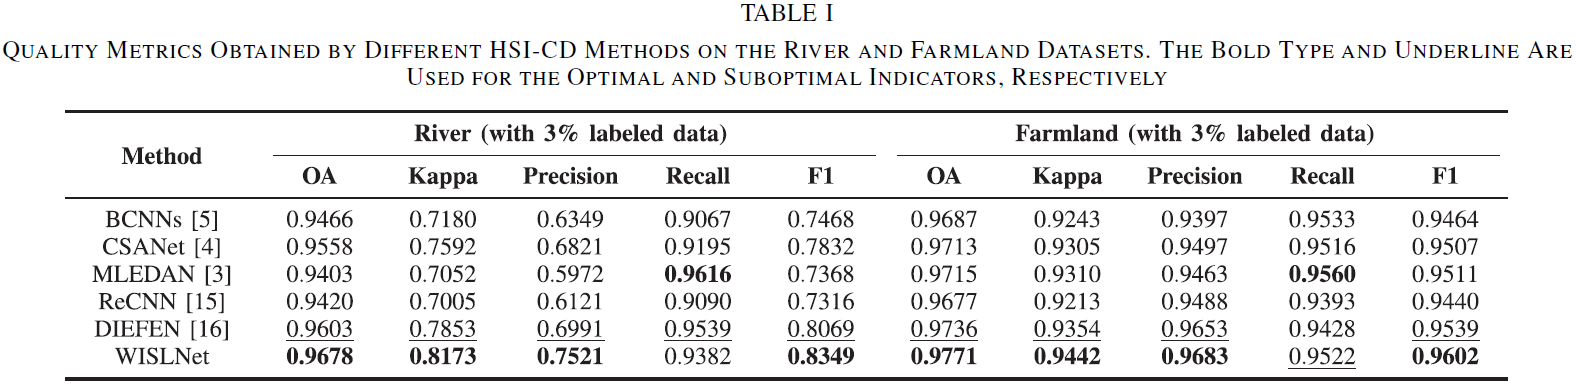 TABLE I
QUALITY METRICS OBTAINED BY DIFFERENT HSI-CD METHODS ON THE RIVER AND FARMLAND DATASETS. THE BOLD TYPE AND UNDERLINE ARE
USED FOR THE OPTIMAL AND SUBOPTIMAL INDICATORS, RESPECTIVELY
Method River (with 3% labeled data) Farmland (with 3% labeled data)
OA Kappa Precision Recall F1 OA Kappa Precision Recall F1
BCNNs [5] 0.9466 0.7180 0.6349 0.9067 0.7468 0.9687 0.9243 0.9397 0.9533 0.9464
CSANet [4] 0.9558 0.7592 0.6821 0.9195 0.7832 0.9713 0.9305 0.9497 0.9516 0.9507
MLEDAN [3] 0.9403 0.7052 0.5972 0.9616 0.7368 0.9715 0.9310 0.9463 0.9560 0.9511
ReCNN [15] 0.9420 0.7005 0.6121 0.9090 0.7316 0.9677 0.9213 0.9488 0.9393 0.9440
DIEFEN [16] 0.9603 0.7853 0.6991 0.9539 0.8069 0.9736 0.9354 0.9653 0.9428 0.9539
WISLNet 0.9678 0.8173 0.7521 0.9382 0.8349 0.9771 0.9442 0.9683 0.9522 0.9602